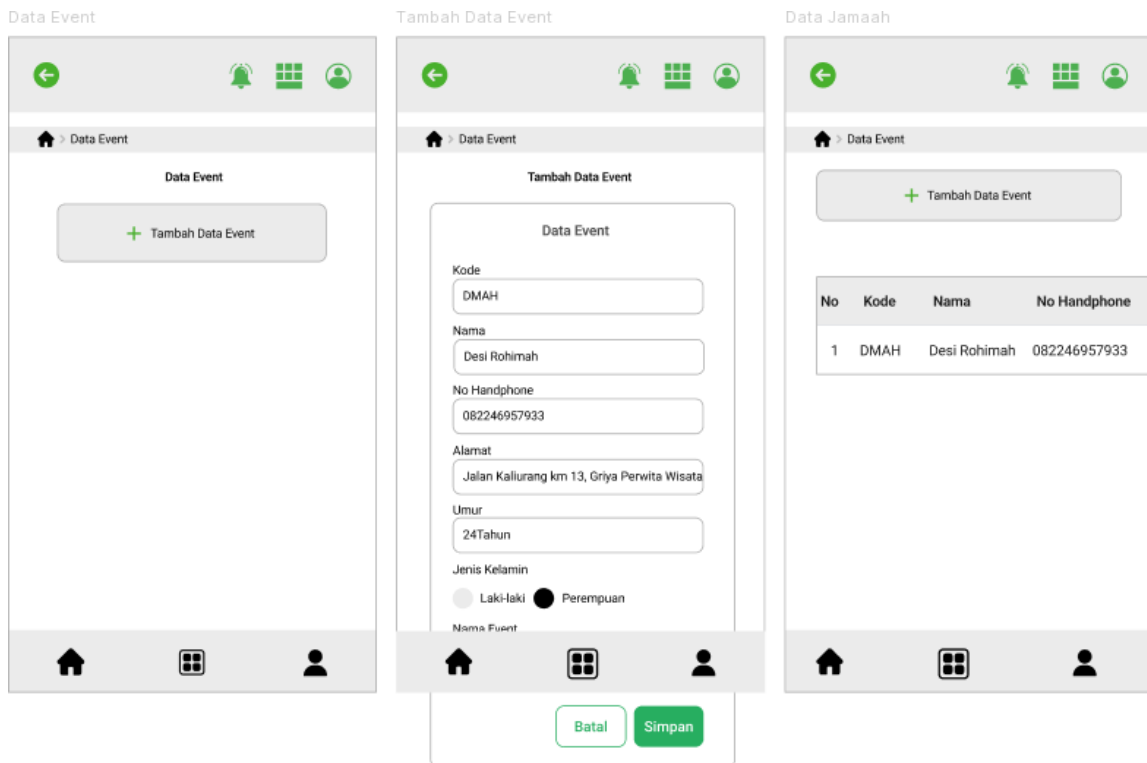 Data Event
> Data Event
Data Event
+ Tambah Data Event
Tambah Data Event
> Data Event
Tambah Data Event
Data Event
Kode
DMAH
Nama
Desi Rohimah
No Handphone
082246957933
Alamat
Jalan Kaliurang km 13, Griya Perwita Wisata
Umur
24Tahun
Jenis Kelamin
Laki-laki Perempuan
Nama Event
Batal Simpan
Data Jamaah
> Data Event
+ Tambah Data Event
No Kode Nama No Handphone
1 DMAH Desi Rohimah 082246957933